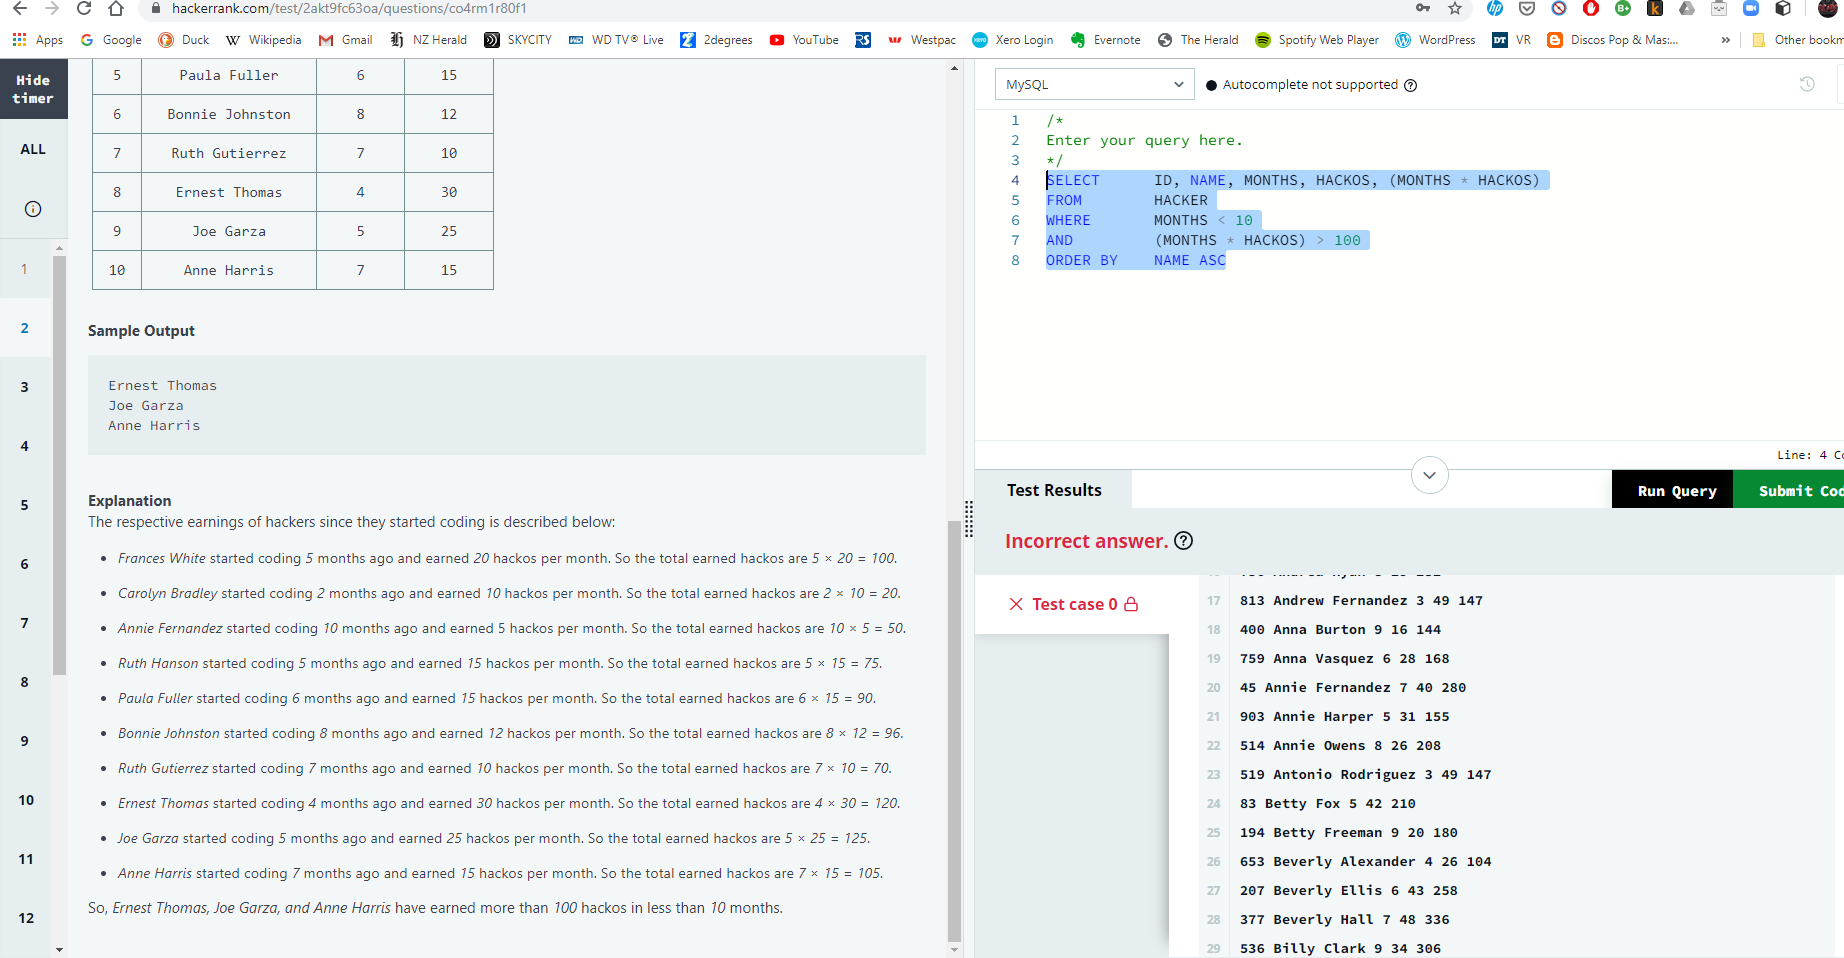 hackerrank.com/test/2akt9fc63oa/questions/co4rm1r80f1
Apps Google Duck Wikipedia Gmail NZ Herald SKYCITY WD TV® Live 2degrees YouTube RS Westpac Xero Login Evernote The Herald Spotify Web Player WordPress DT VR Discos Pop & Mas:... » Other bookm
Hide
timer
ALL
1
2
3
4
5
6
7
8
9
10
11
12
5 Paula Fuller 6 15
6 Bonnie Johnston 8 12
7 Ruth Gutierrez 7 10
8 Ernest Thomas 4 30
9 Joe Garza 5 25
10 Anne Harris 7 15
Sample Output
Ernest Thomas
Joe Garza
Anne Harris
Explanation
The respective earnings of hackers since they started coding is described below:
• Frances White started coding 5 months ago and earned 20 hackos per month. So the total earned hackos are 5 × 20 = 100.
• Carolyn Bradley started coding 2 months ago and earned 10 hackos per month. So the total earned hackos are 2 × 10 = 20.
• Annie Fernandez started coding 10 months ago and earned 5 hackos per month. So the total earned hackos are 10 × 5 = 50.
• Ruth Hanson started coding 5 months ago and earned 15 hackos per month. So the total earned hackos are 5 × 15 = 75.
• Paula Fuller started coding 6 months ago and earned 15 hackos per month. So the total earned hackos are 6 × 15 = 90.
• Bonnie Johnston started coding 8 months ago and earned 12 hackos per month. So the total earned hackos are 8 × 12 = 96.
• Ruth Gutierrez started coding 7 months ago and earned 10 hackos per month. So the total earned hackos are 7 × 10 = 70.
• Ernest Thomas started coding 4 months ago and earned 30 hackos per month. So the total earned hackos are 4 × 30 = 120.
• Joe Garza started coding 5 months ago and earned 25 hackos per month. So the total earned hackos are 5 × 25 = 125.
• Anne Harris started coding 7 months ago and earned 15 hackos per month. So the total earned hackos are 7 × 15 = 105.
So, Ernest Thomas, Joe Garza, and Anne Harris have earned more than 100 hackos in less than 10 months.
MySQL Autocomplete not supported
1 /*
2 Enter your query here.
3 */
4 SELECT ID, NAME, MONTHS, HACKOS, (MONTHS * HACKOS)
5 FROM HACKER
6 WHERE MONTHS < 10
7 AND (MONTHS * HACKOS) > 100
8 ORDER BY NAME ASC
Line: 4 Co
Test Results
Run Query
Submit Cod
Incorrect answer.
Test case 0
17 813 Andrew Fernandez 3 49 147
18 400 Anna Burton 9 16 144
19 759 Anna Vasquez 6 28 168
20 45 Annie Fernandez 7 40 280
21 903 Annie Harper 5 31 155
22 514 Annie Owens 8 26 208
23 519 Antonio Rodriguez 3 49 147
24 83 Betty Fox 5 42 210
25 194 Betty Freeman 9 20 180
26 653 Beverly Alexander 4 26 104
27 207 Beverly Ellis 6 43 258
28 377 Beverly Hall 7 48 336
29 536 Billy Clark 9 34 306